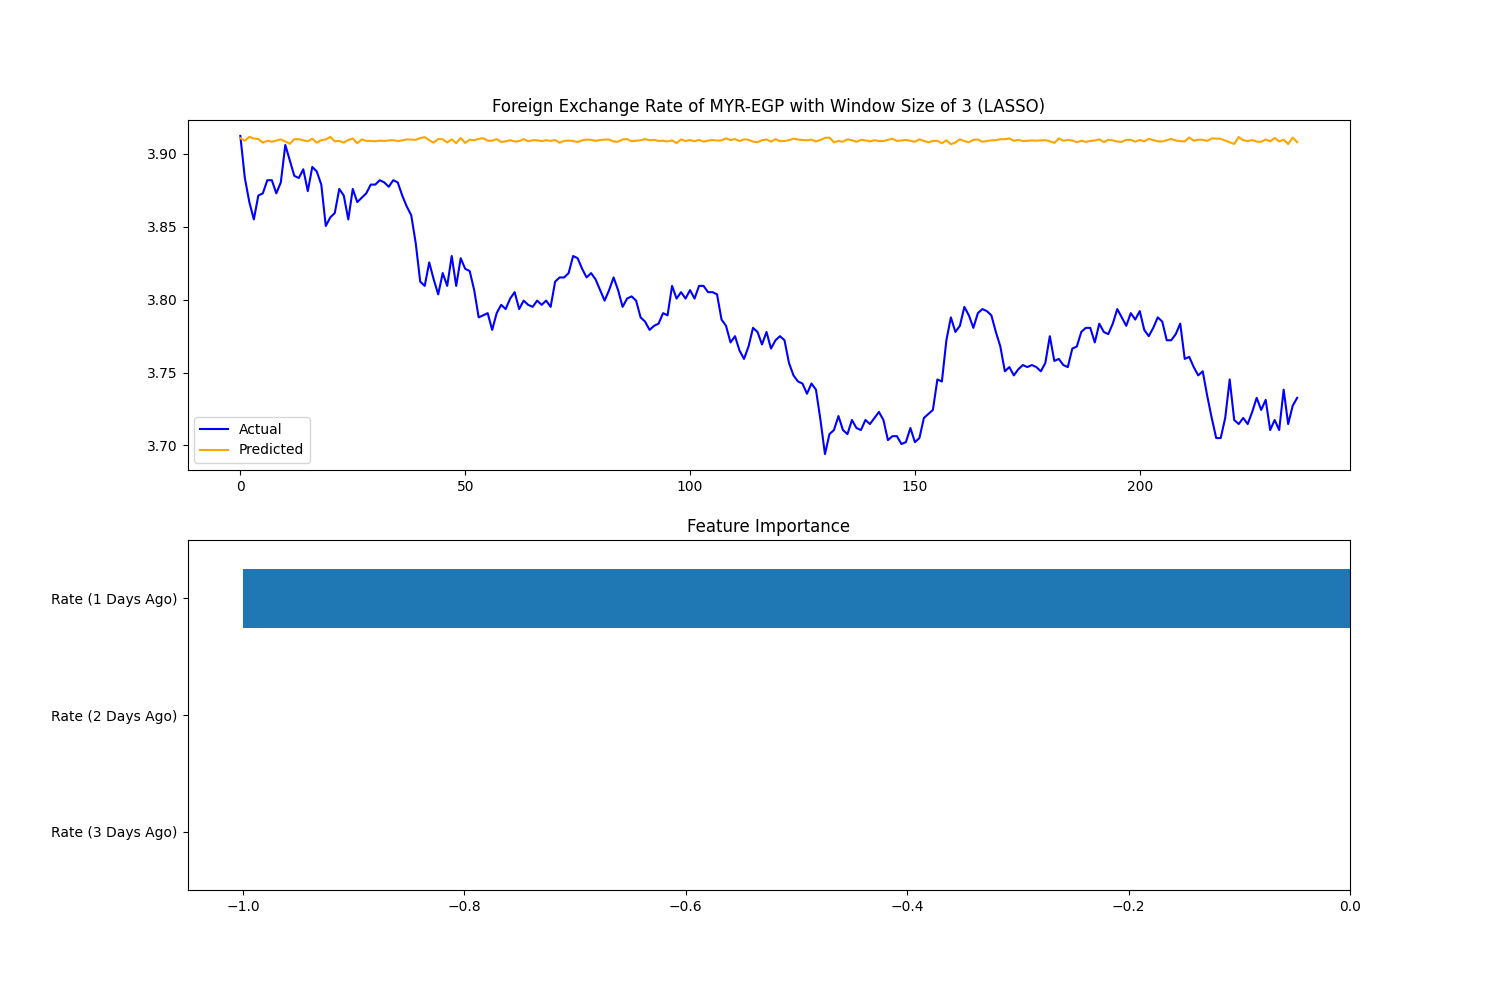 Foreign Exchange Rate of MYR-EGP with Window Size of 3 (LASSO)
3.90
3.85
3.80
3.75
3.70
Actual
Predicted
0 50 100 150 200
Feature Importance
Rate (1 Days Ago)
Rate (2 Days Ago)
Rate (3 Days Ago)
−1.0 −0.8 −0.6 −0.4 −0.2 0.0